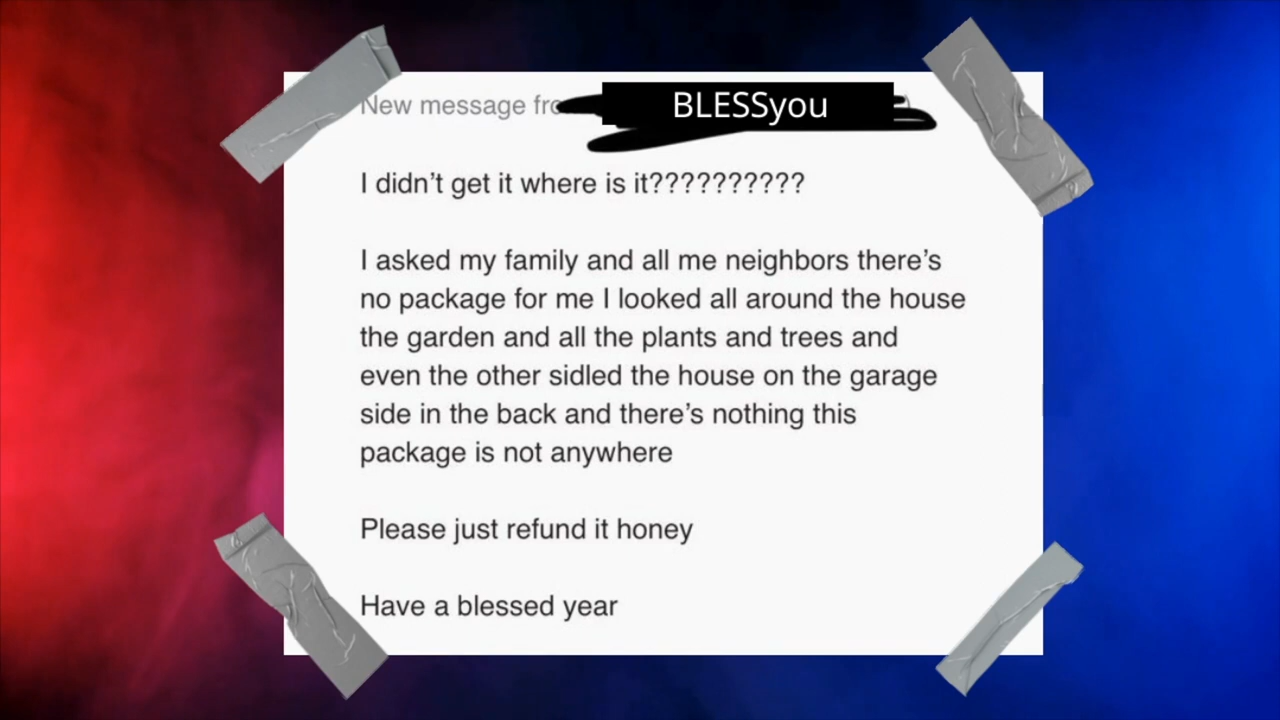 New message fro
BLESSyou
I didn’t get it where is it??????????
I asked my family and all me neighbors there’s
no package for me I looked all around the house
the garden and all the plants and trees and
even the other sidled the house on the garage
side in the back and there’s nothing this
package is not anywhere
Please just refund it honey
Have a blessed year